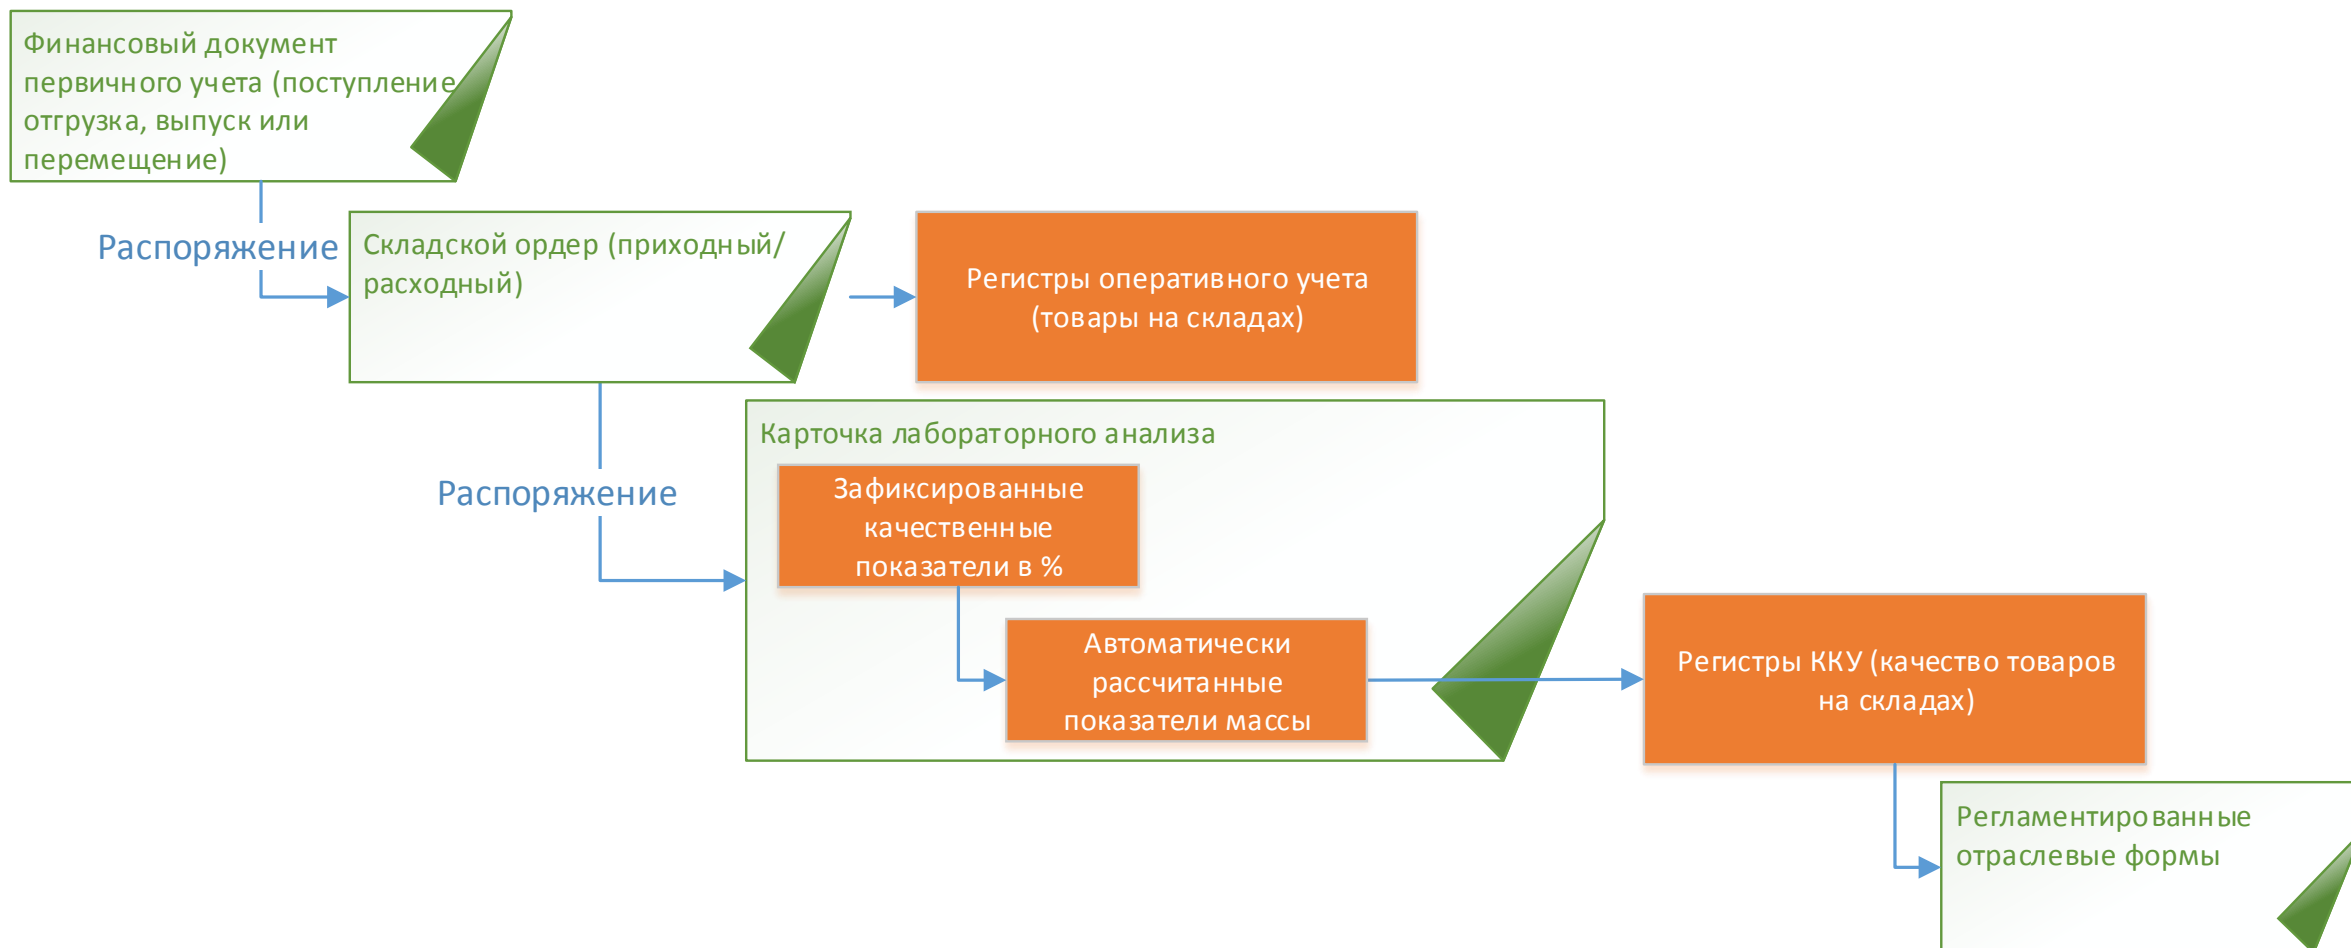 Финансовый документ
первичного учета (поступление
отгрузка, выпуск или
перемещение)
Распоряжение
Складской ордер (приходный/
расходный)
Регистры оперативного учета
(товары на складах)
Карточка лабораторного анализа
Распоряжение
Зафиксированные
качественные
показатели в %
Автоматически
рассчитанные
показатели массы
Регистры ККУ (качество товаров
на складах)
Регламентированные
отраслевые формы